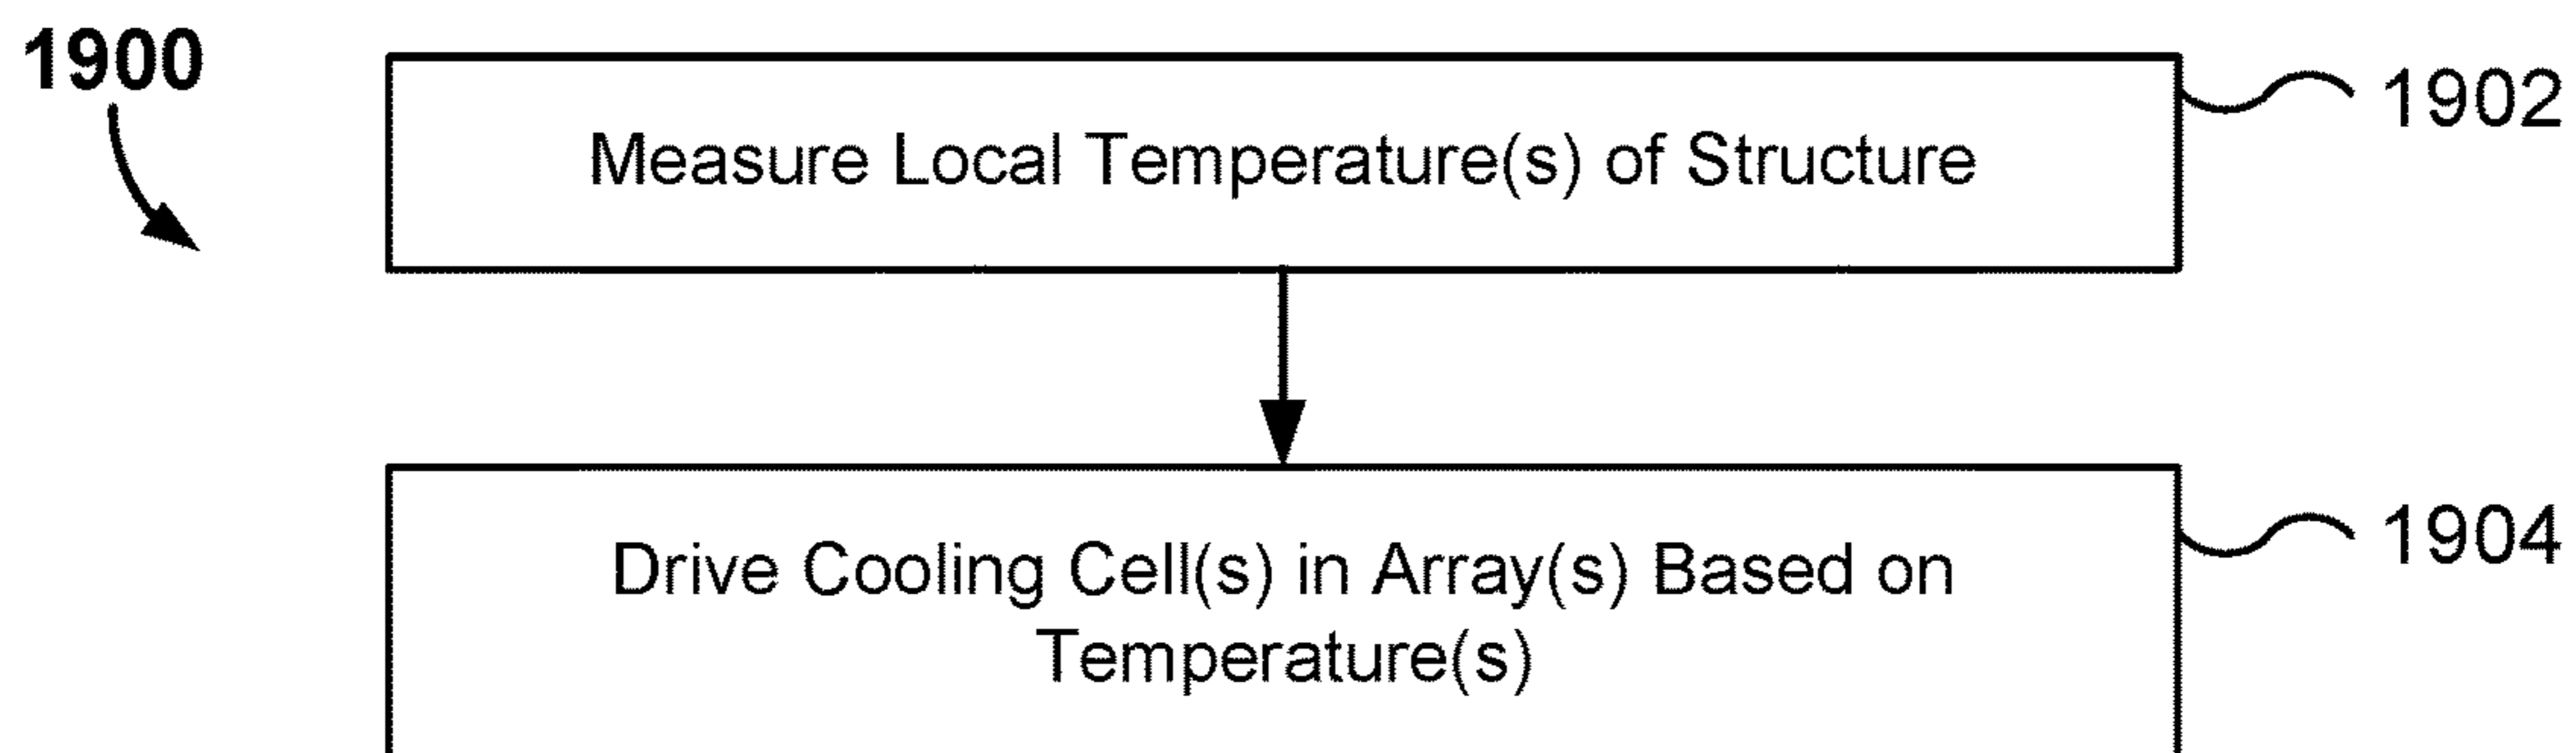 1900
Measure Local Temperature(s) of Structure
1902
Drive Cooling Cell(s) in Array(s) Based on
Temperature(s)
1904